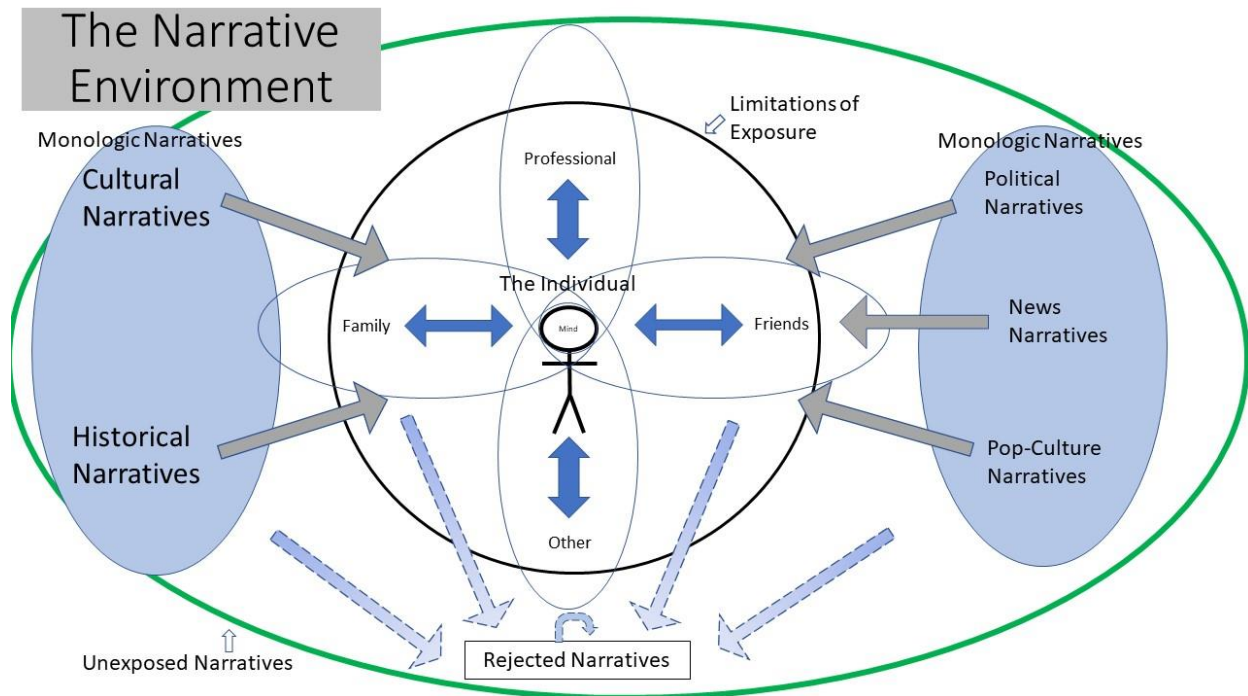 The Narrative
Environment
Monologic Narratives
Cultural
Narratives
Historical
Narratives
Limitations of
Exposure
Professional
The Individual
Family
Mind
Friends
Other
Monologic Narratives
Political
Narratives
News
Narratives
Pop-Culture
Narratives
Unexposed Narratives
Rejected Narratives